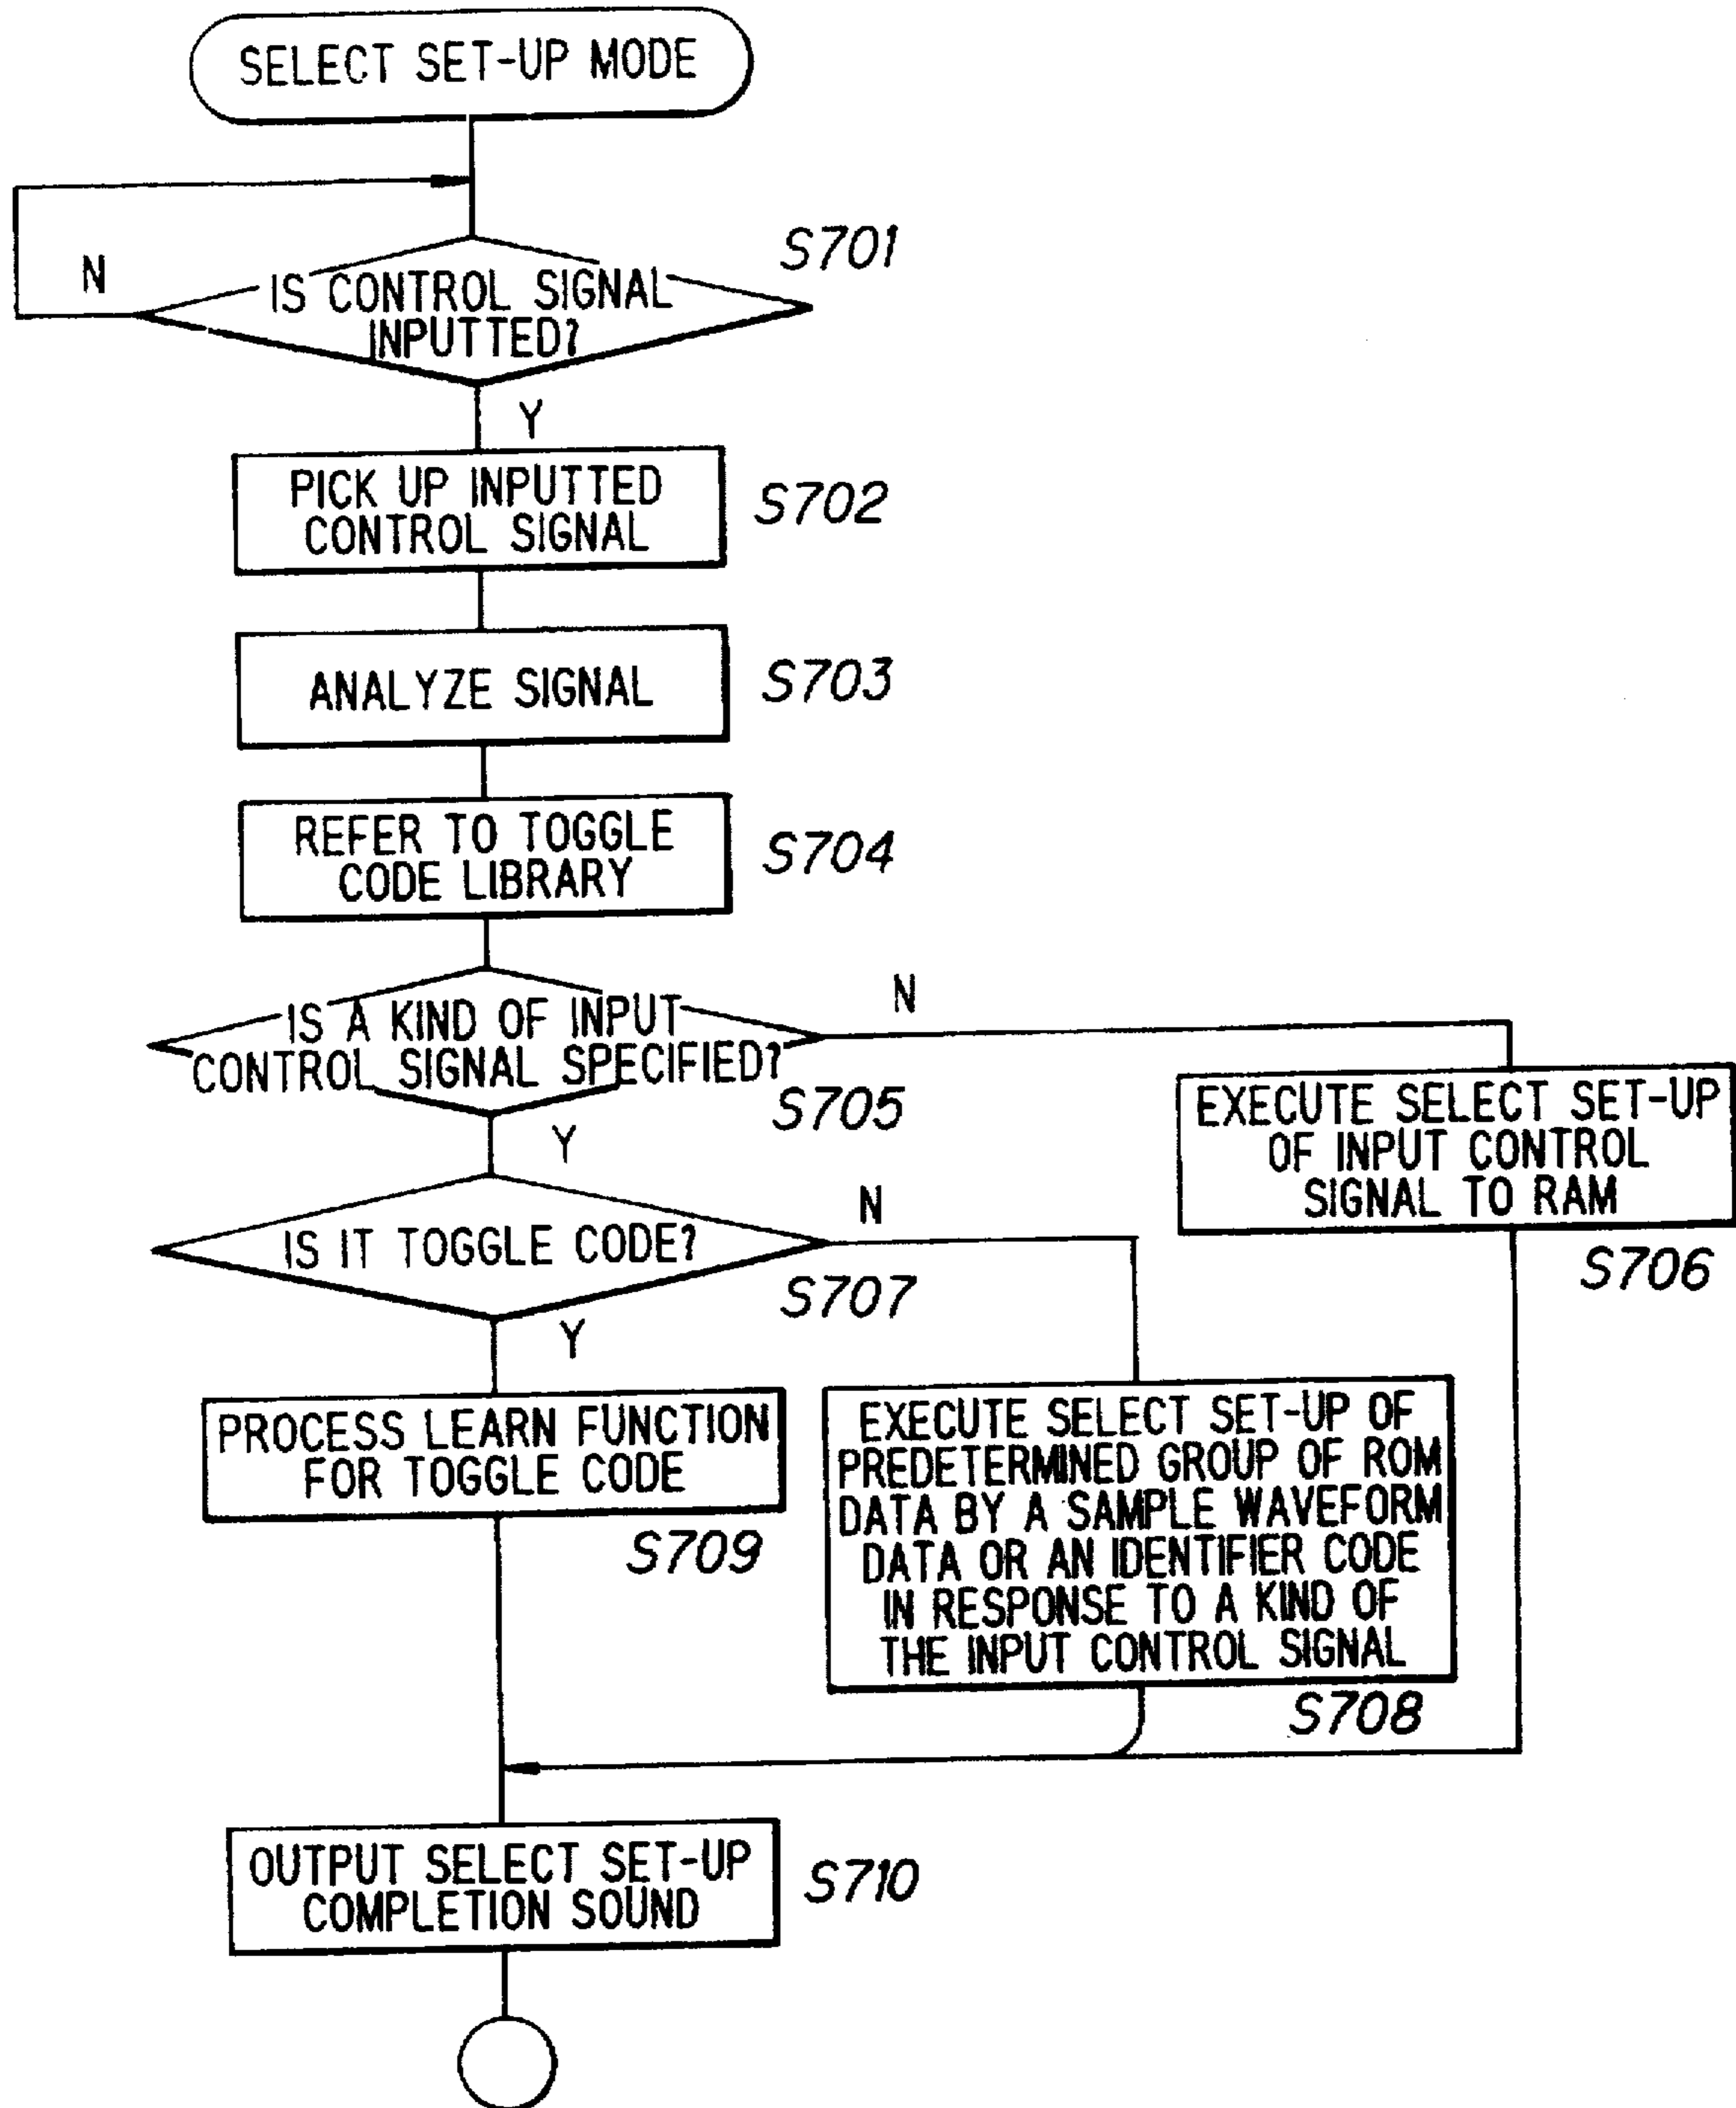 SELECT SET-UP MODE
S701
N
IS CONTROL SIGNAL
INPUTTED?
Y
PICK UP INPUTTED
CONTROL SIGNAL
S702
ANALYZE SIGNAL
S703
REFER TO TOGGLE
CODE LIBRARY
S704
IS A KIND OF INPUT
CONTROL SIGNAL SPECIFIED?
N
S705
Y
EXECUTE SELECT SET-UP
OF INPUT CONTROL
SIGNAL TO RAM
S706
IS IT TOGGLE CODE?
N
S707
Y
PROCESS LEARN FUNCTION
FOR TOGGLE CODE
S709
EXECUTE SELECT SET-UP OF
PREDETERMINED GROUP OF ROM
DATA BY A SAMPLE WAVEFORM
DATA OR AN IDENTIFIER CODE
IN RESPONSE TO A KIND OF
THE INPUT CONTROL SIGNAL
S708
OUTPUT SELECT SET-UP
COMPLETION SOUND
S710